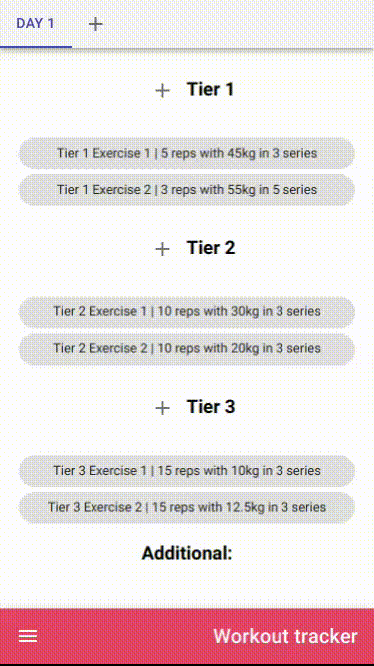 DAY 1 +
+ Tier 1
Tier 1 Exercise 1 | 5 reps with 45kg in 3 series
Tier 1 Exercise 2 | 3 reps with 55kg in 5 series
+ Tier 2
Tier 2 Exercise 1 | 10 reps with 30kg in 3 series
Tier 2 Exercise 2 | 10 reps with 20kg in 3 series
+ Tier 3
Tier 3 Exercise 1 | 15 reps with 10kg in 3 series
Tier 3 Exercise 2 | 15 reps with 12.5kg in 3 series
Additional:
Workout tracker